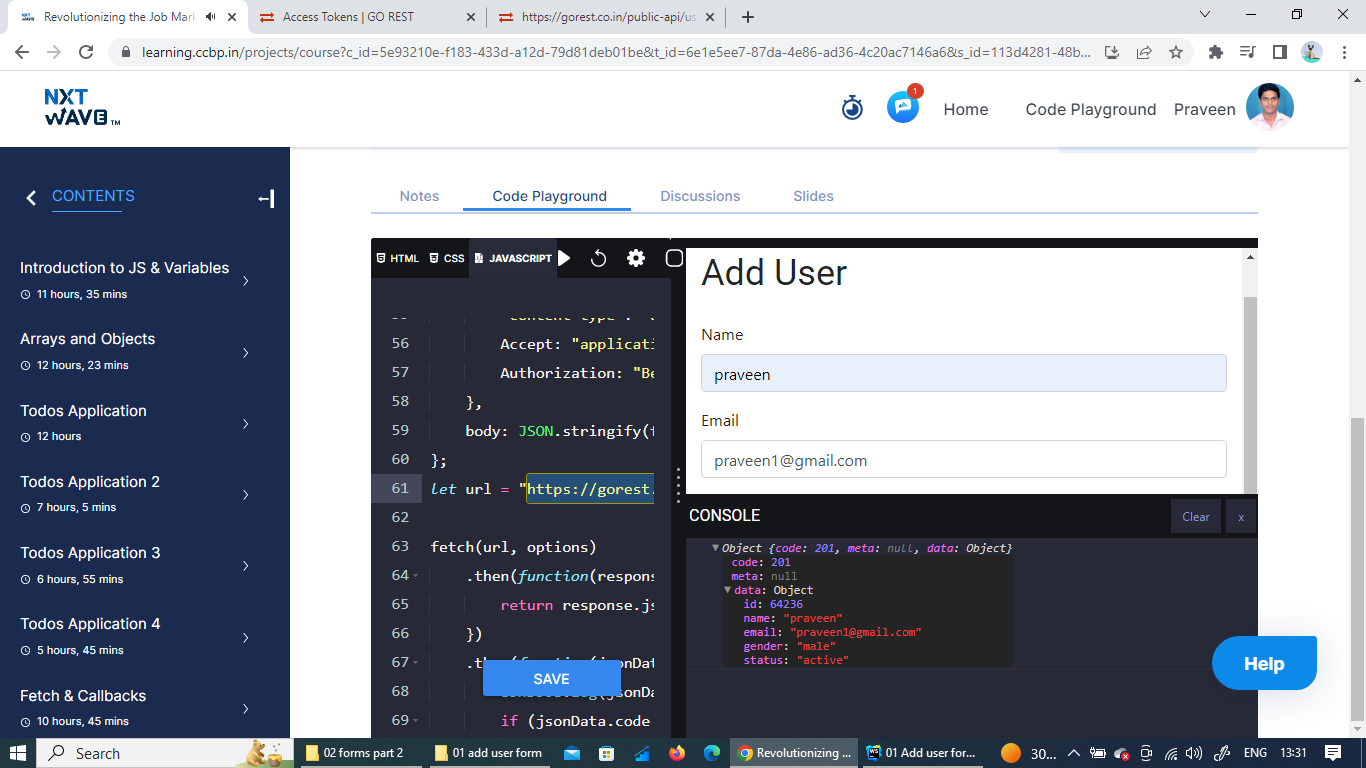 Revolutionizing the Job Mark
Access Tokens | GO REST
https://gorest.co.in/public-api/us
learning.ccbp.in/projects/course?c_id=5e93210e-f183-433d-a12d-79d81deb01be&t_id=6e1e5ee7-87da-4e86-ad36-4c20ac7146a6&s_id=113d4281-48b...
NXT
WAVE TM
1
Home
Code Playground
Praveen
CONTENTS
Introduction to JS & Variables
11 hours, 35 mins
Arrays and Objects
12 hours, 23 mins
Todos Application
12 hours
Todos Application 2
7 hours, 5 mins
Todos Application 3
6 hours, 55 mins
Todos Application 4
5 hours, 45 mins
Fetch & Callbacks
10 hours, 45 mins
Notes
Code Playground
Discussions
Slides
HTML
CSS
JAVASCRIPT
56 Accept: "applicati
57 Authorization: "Be
58 },
59 body: JSON.stringify(f
60 };
61 let url = "https://gorest.
62
63 fetch(url, options)
64 .then(function(respons
65 return response.js
66 })
67 .then(function(jsonDat
68 console.log(jsonDa
69 if (jsonData.code
SAVE
Add User
Name
praveen
Email
praveen1@gmail.com
CONSOLE
Clear
x
Object {code: 201, meta: null, data: Object}
code: 201
meta: null
data: Object
id: 64236
name: "praveen"
email: "praveen1@gmail.com"
gender: "male"
status: "active"
Help
Search
02 forms part 2
01 add user form
Revolutionizing ...
01 Add user for...
30...
ENG
13:31